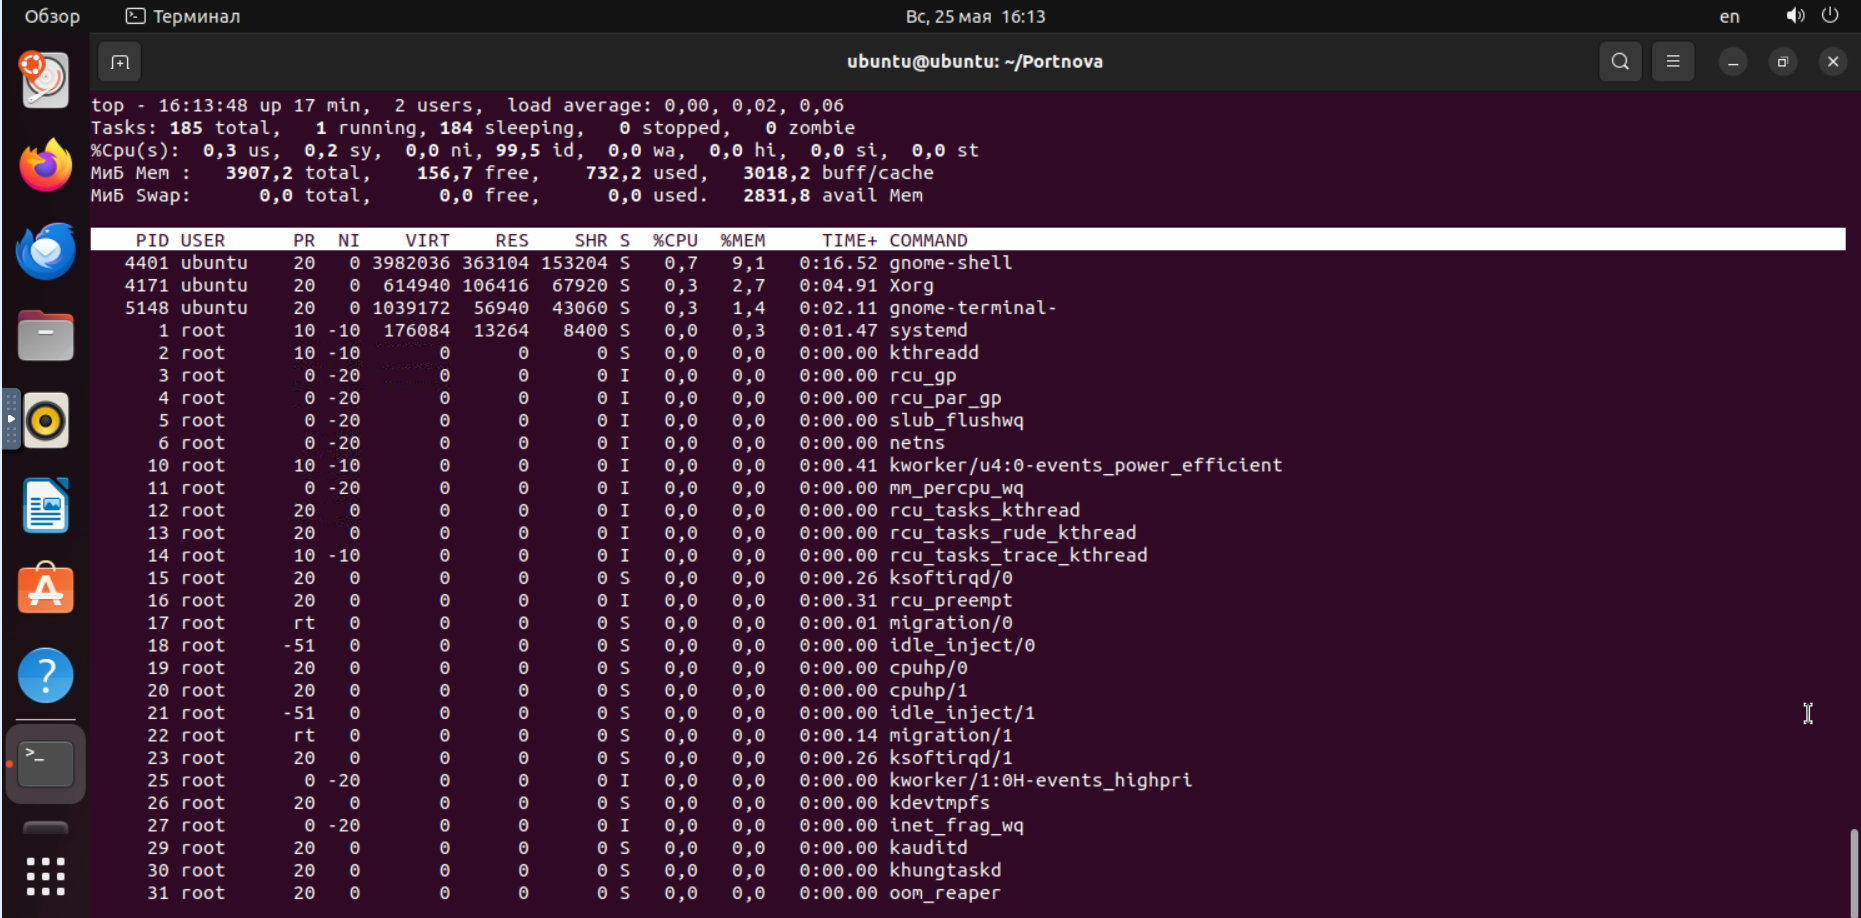 Обзор Терминал Вс, 25 мая 16:13 en
ubuntu@ubuntu: ~/Portnova
top - 16:13:48 up 17 min,  2 users,  load average: 0,00, 0,02, 0,06
Tasks: 185 total,   1 running, 184 sleeping,   0 stopped,   0 zombie
%Cpu(s):  0,3 us,  0,2 sy,  0,0 ni, 99,5 id,  0,0 wa,  0,0 hi,  0,0 si,  0,0 st
МиБ Mem :   3907,2 total,    156,7 free,    732,2 used,   3018,2 buff/cache
МиБ Swap:      0,0 total,      0,0 free,      0,0 used.   2831,8 avail Mem
PID USER      PR  NI    VIRT    RES    SHR S  %CPU  %MEM     TIME+ COMMAND
4401 ubuntu    20   0 3982036 363104 153204 S   0,7   9,1   0:16.52 gnome-shell
4171 ubuntu    20   0  614940 106416  67920 S   0,3   2,7   0:04.91 Xorg
5148 ubuntu    20   0 1039172  56940  43060 S   0,3   1,4   0:02.11 gnome-terminal-
1 root      10 -10  176084  13264   8400 S   0,0   0,3   0:01.47 systemd
2 root      10 -10       0      0      0 S   0,0   0,0   0:00.00 kthreadd
3 root       0 -20       0      0      0 I   0,0   0,0   0:00.00 rcu_gp
4 root       0 -20       0      0      0 I   0,0   0,0   0:00.00 rcu_par_gp
5 root       0 -20       0      0      0 I   0,0   0,0   0:00.00 slub_flushwq
6 root       0 -20       0      0      0 I   0,0   0,0   0:00.00 netns
10 root      10 -10       0      0      0 I   0,0   0,0   0:00.41 kworker/u4:0-events_power_efficient
11 root       0 -20       0      0      0 I   0,0   0,0   0:00.00 mm_percpu_wq
12 root      20   0       0      0      0 I   0,0   0,0   0:00.00 rcu_tasks_kthread
13 root      20   0       0      0      0 I   0,0   0,0   0:00.00 rcu_tasks_rude_kthread
14 root      10 -10       0      0      0 I   0,0   0,0   0:00.00 rcu_tasks_trace_kthread
15 root      20   0       0      0      0 S   0,0   0,0   0:00.26 ksoftirqd/0
16 root      20   0       0      0      0 I   0,0   0,0   0:00.31 rcu_preempt
17 root      rt   0       0      0      0 S   0,0   0,0   0:00.01 migration/0
18 root     -51   0       0      0      0 S   0,0   0,0   0:00.00 idle_inject/0
19 root      20   0       0      0      0 S   0,0   0,0   0:00.00 cpuhp/0
20 root      20   0       0      0      0 S   0,0   0,0   0:00.00 cpuhp/1
21 root     -51   0       0      0      0 S   0,0   0,0   0:00.00 idle_inject/1
22 root      rt   0       0      0      0 S   0,0   0,0   0:00.14 migration/1
23 root      20   0       0      0      0 S   0,0   0,0   0:00.26 ksoftirqd/1
25 root       0 -20       0      0      0 I   0,0   0,0   0:00.00 kworker/1:0H-events_highpri
26 root      20   0       0      0      0 S   0,0   0,0   0:00.00 kdevtmpfs
27 root       0 -20       0      0      0 I   0,0   0,0   0:00.00 inet_frag_wq
29 root      20   0       0      0      0 S   0,0   0,0   0:00.00 kauditd
30 root      20   0       0      0      0 S   0,0   0,0   0:00.00 khungtaskd
31 root      20   0       0      0      0 S   0,0   0,0   0:00.00 oom_reaper